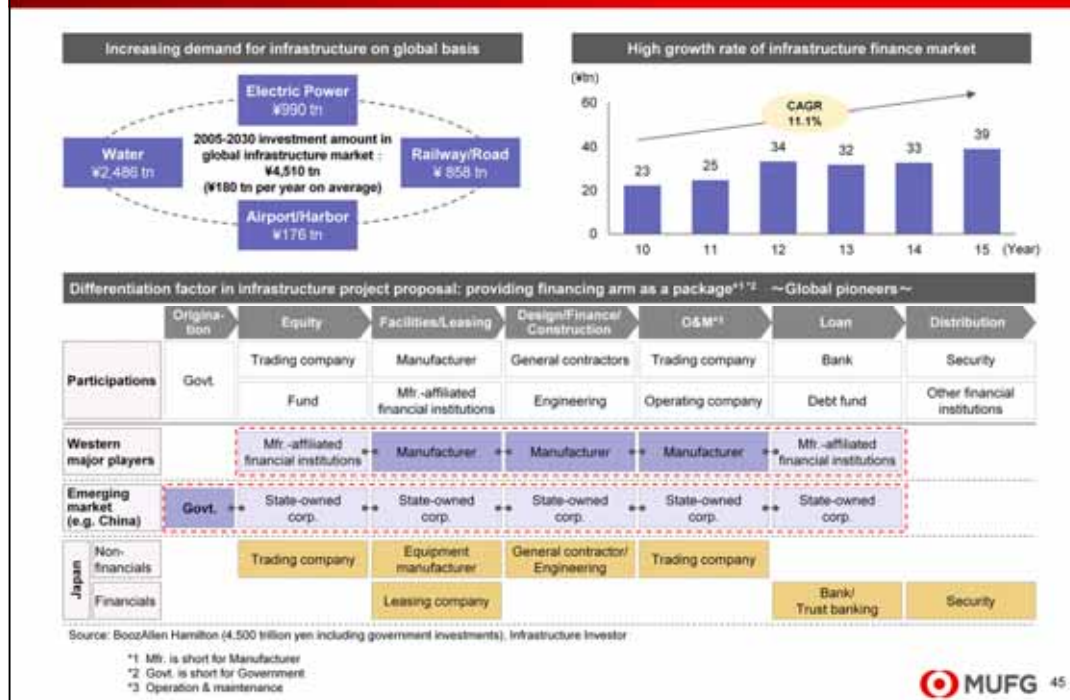 Increasing demand for infrastructure on global basis
Electric Power
¥990 tn
Water
¥2,486 tn
2005-2030 investment amount in
global infrastructure market :
¥4,510 tn
(¥180 tn per year on average)
Railway/Road
¥ 858 tn
Airport/Harbor
¥176 tn
High growth rate of infrastructure finance market
(¥tn)
60
40
20
0
CAGR
11.1%
23
25
34
32
33
39
10
11
12
13
14
15
(Year)
Differentiation factor in infrastructure project proposal: providing financing arm as a package*1 *2 ~Global pioneers~
Origina-
tion
Equity
Facilities/Leasing
Design/Finance/
Construction
O&M*3
Loan
Distribution
Participations
Govt.
Trading company
Manufacturer
General contractors
Trading company
Bank
Security
Fund
Mfr.-affiliated
financial institutions
Engineering
Operating company
Debt fund
Other financial
institutions
Western
major players
Mfr.-affiliated
financial institutions
Manufacturer
Manufacturer
Manufacturer
Mfr.-affiliated
financial institutions
Emerging
market
(e.g. China)
Govt.
State-owned
corp.
State-owned
corp.
State-owned
corp.
State-owned
corp.
State-owned
corp.
Japan
Non-
financials
Trading company
Equipment
manufacturer
General contractor/
Engineering
Trading company
Financials
Leasing company
Bank/
Trust banking
Security
Source: BoozAllen Hamilton (4,500 trillion yen including government investments), Infrastructure Investor
*1 Mfr. is short for Manufacturer
*2 Govt. is short for Government
*3 Operation & maintenance
MUFG
45